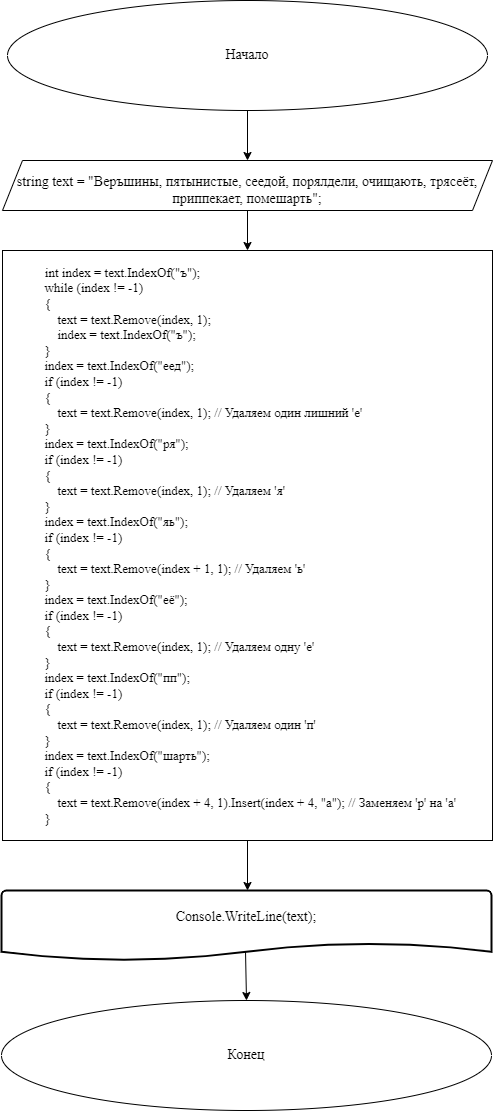 Начало
string text = "Веръшины, пятынистые, сеедой, порялдели, очищають, трясеёт,
приппекает, помешарть";
int index = text.IndexOf("ъ");
while (index != -1)
{
text = text.Remove(index, 1);
index = text.IndexOf("ъ");
}
index = text.IndexOf("еед");
if (index != -1)
{
text = text.Remove(index, 1); // Удаляем один лишний 'е'
}
index = text.IndexOf("ря");
if (index != -1)
{
text = text.Remove(index, 1); // Удаляем 'я'
}
index = text.IndexOf("яь");
if (index != -1)
{
text = text.Remove(index + 1, 1); // Удаляем 'ь'
}
index = text.IndexOf("её");
if (index != -1)
{
text = text.Remove(index, 1); // Удаляем одну 'е'
}
index = text.IndexOf("пп");
if (index != -1)
{
text = text.Remove(index, 1); // Удаляем один 'п'
}
index = text.IndexOf("шарть");
if (index != -1)
{
text = text.Remove(index + 4, 1).Insert(index + 4, "а"); // Заменяем 'р' на 'а'
}
Console.WriteLine(text);
Конец